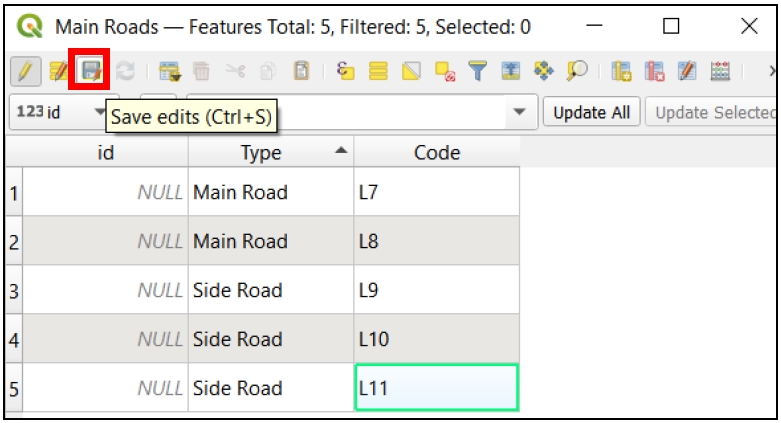 Main Roads — Features Total: 5, Filtered: 5, Selected: 0
123 id Update All Update Selected
Save edits (Ctrl+S)
id Type Code
1 NULL Main Road L7
2 NULL Main Road L8
3 NULL Side Road L9
4 NULL Side Road L10
5 NULL Side Road L11